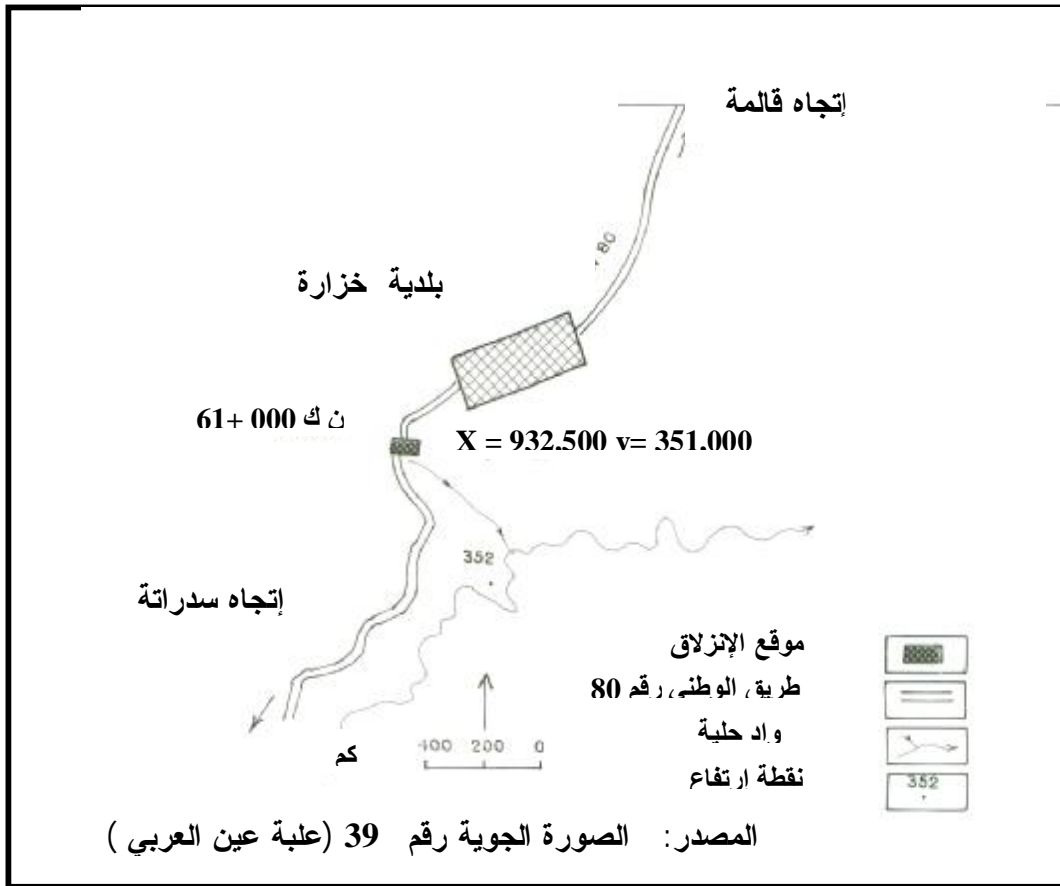 إتجاه قالمة
80
بلدية خزارة
ن ك 000 +61
X = 932.500 y= 351.000
352
إتجاه سدراتة
موقع الإنزلاق
طريق الوطني رقم 80
واد حلية
نقطة إرتفاع
352
كم
400 200 0
المصدر: الصورة الجوية رقم 39 (علبة عين العربي )